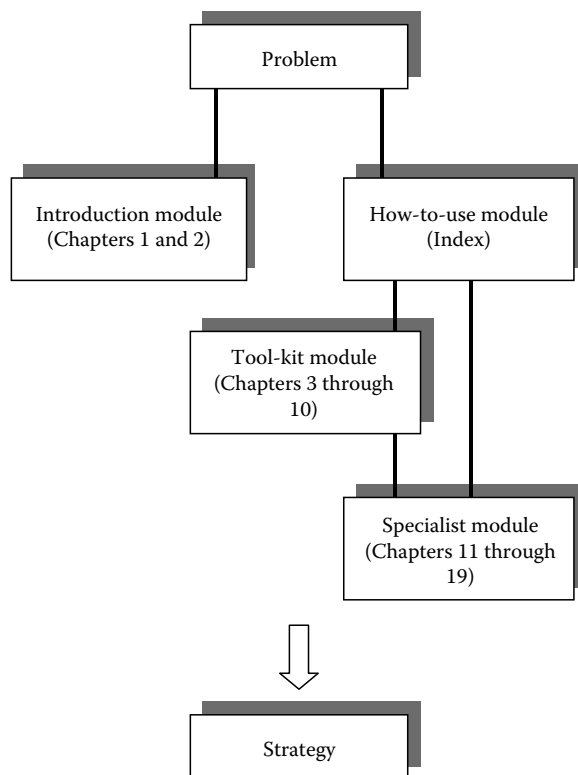 Problem
Introduction module
(Chapters 1 and 2)
How-to-use module
(Index)
Tool-kit module
(Chapters 3 through
10)
Specialist module
(Chapters 11 through
19)
Strategy